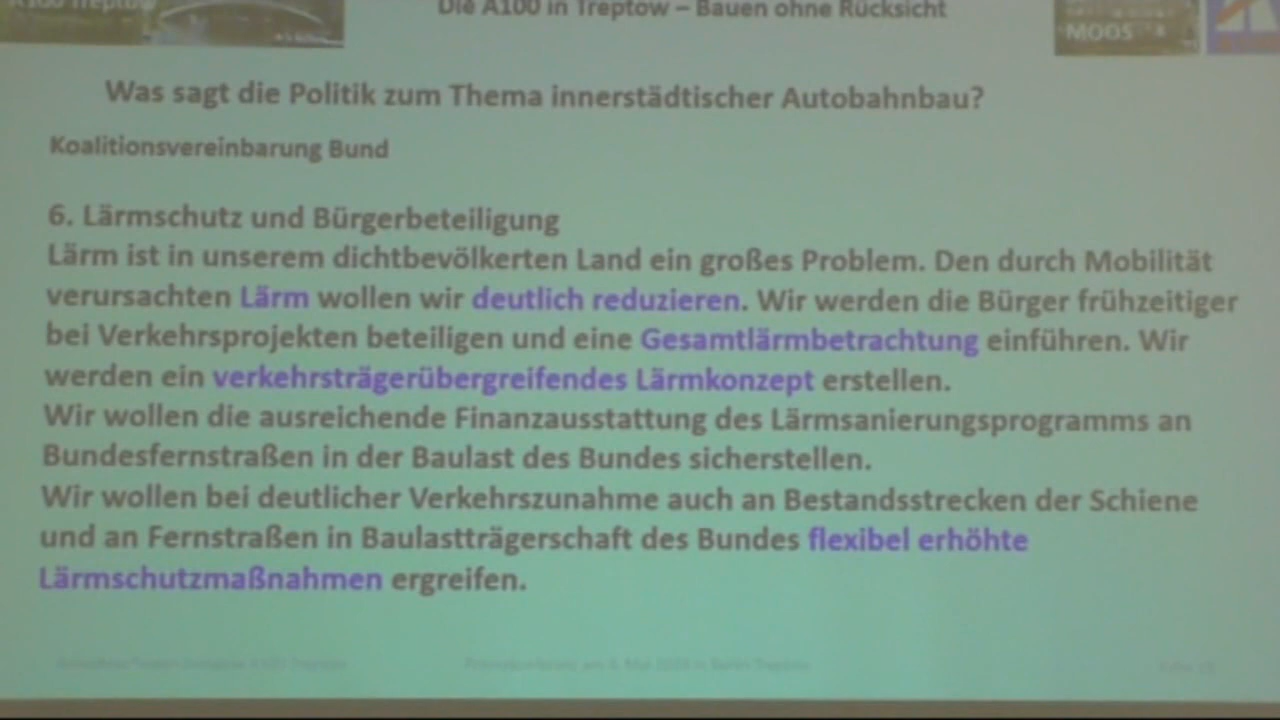 A100 Treptow
Die A100 in Treptow – Bauen ohne Rücksicht
MOOS
Was sagt die Politik zum Thema innerstädtischer Autobahnbau?
Koalitionsvereinbarung Bund
6. Lärmschutz und Bürgerbeteiligung
Lärm ist in unserem dichtbevölkerten Land ein großes Problem. Den durch Mobilität
verursachten Lärm wollen wir deutlich reduzieren. Wir werden die Bürger frühzeitiger
bei Verkehrsprojekten beteiligen und eine Gesamtlärmbetrachtung einführen. Wir
werden ein verkehrsträgerübergreifendes Lärmkonzept erstellen.
Wir wollen die ausreichende Finanzausstattung des Lärmsanierungsprogramms an
Bundesfernstraßen in der Baulast des Bundes sicherstellen.
Wir wollen bei deutlicher Verkehrszunahme auch an Bestandsstrecken der Schiene
und an Fernstraßen in Baulastträgerschaft des Bundes flexibel erhöhte
Lärmschutzmaßnahmen ergreifen.